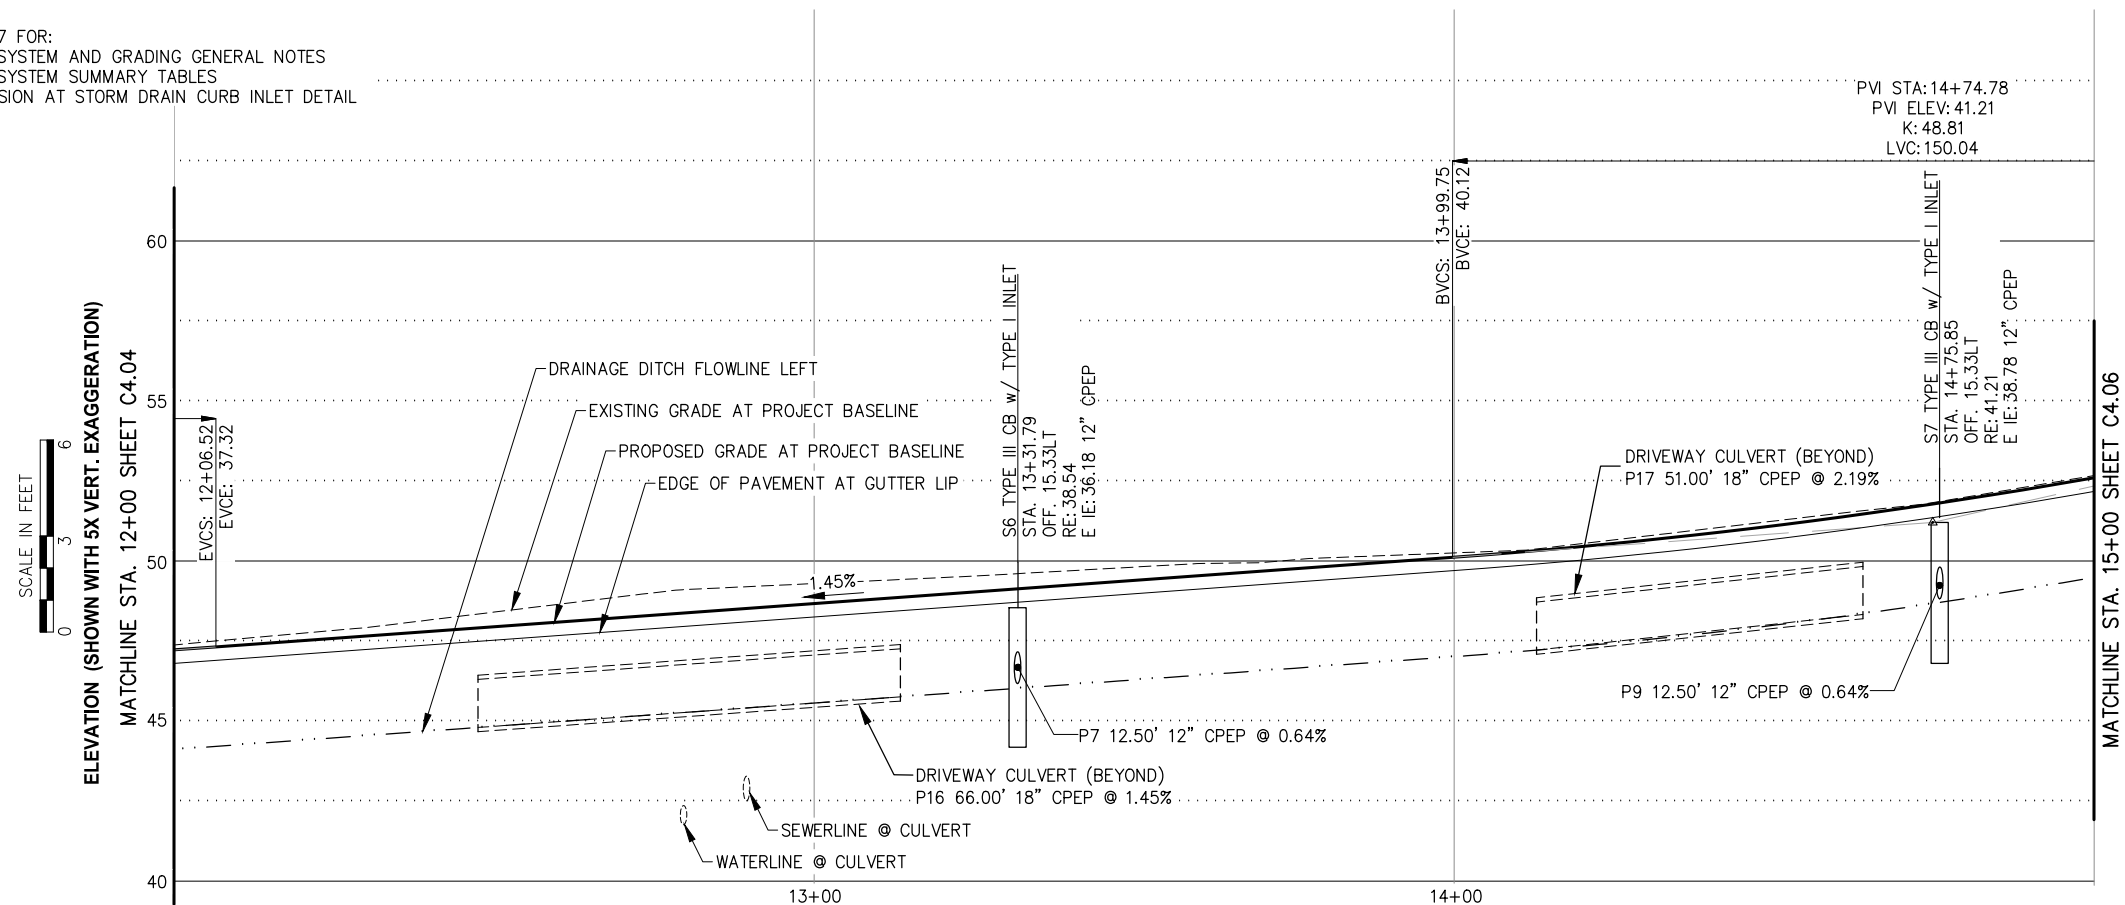 7 FOR:
SYSTEM AND GRADING GENERAL NOTES
SYSTEM SUMMARY TABLES
SION AT STORM DRAIN CURB INLET DETAIL
PVI STA: 14+74.78
PVI ELEV: 41.21
K: 48.81
LVC: 150.04
BVCS: 13+99.75
BVCE: 40.12
60
55
50
45
40
SCALE IN FEET
0
3
6
ELEVATION (SHOWN WITH 5X VERT. EXAGGERATION)
MATCHLINE STA. 12+00 SHEET C4.04
EVCS: 12+06.52
EVCE: 37.32
DRAINAGE DITCH FLOWLINE LEFT
EXISTING GRADE AT PROJECT BASELINE
PROPOSED GRADE AT PROJECT BASELINE
EDGE OF PAVEMENT AT GUTTER LIP
1.45%
S6 TYPE III CB w/ TYPE I INLET
STA. 13+31.79
OFF. 15.33LT
RE: 38.54
E IE: 36.18 12" CPEP
DRIVEWAY CULVERT (BEYOND)
P17 51.00' 18" CPEP @ 2.19%
S7 TYPE III CB w/ TYPE I INLET
STA. 14+75.85
OFF. 15.33LT
RE: 41.21
E IE: 38.78 12" CPEP
P9 12.50' 12" CPEP @ 0.64%
P7 12.50' 12" CPEP @ 0.64%
DRIVEWAY CULVERT (BEYOND)
P16 66.00' 18" CPEP @ 1.45%
SEWERLINE @ CULVERT
WATERLINE @ CULVERT
13+00
14+00
MATCHLINE STA. 15+00 SHEET C4.06